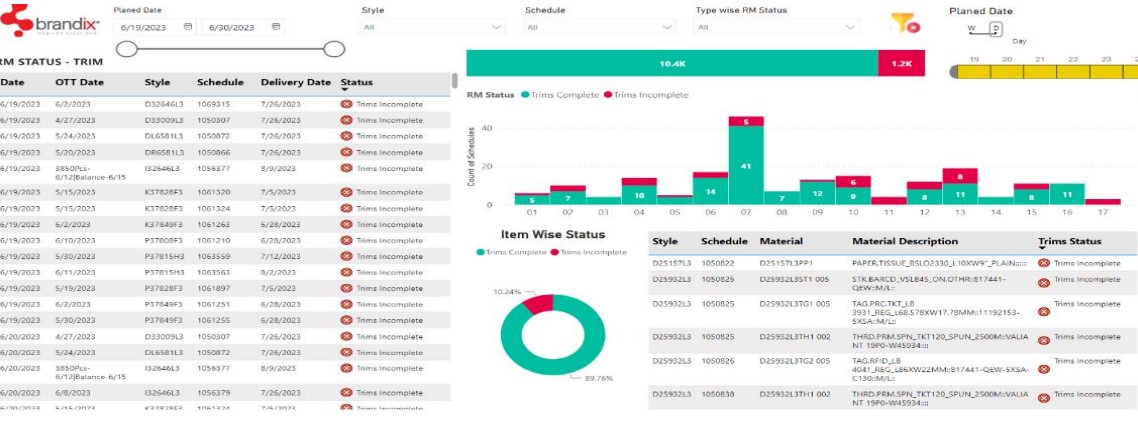 brandix
Planed Date
6/19/2023 6/30/2023
Style
All
Schedule
All
Type wise RM Status
All
Planed Date
W D
Day
19 20 21 22 23
RM STATUS - TRIM
Date OTT Date Style Schedule Delivery Date Status
6/19/2023 6/2/2023 D32646L3 1069315 7/26/2023 Trims Incomplete
6/19/2023 4/27/2023 D33009L3 1050307 7/26/2023 Trims Incomplete
6/19/2023 5/24/2023 DL6581L3 1050872 7/26/2023 Trims Incomplete
6/19/2023 5/20/2023 DR6581L3 1050866 7/26/2023 Trims Incomplete
6/19/2023 3850Pcs- I32646L3 1056377 8/9/2023 Trims Incomplete
6/12]Balance-6/15
6/19/2023 5/15/2023 K37828F3 1061320 7/5/2023 Trims Incomplete
6/19/2023 5/15/2023 K37828F3 1061324 7/5/2023 Trims Incomplete
6/19/2023 6/2/2023 K37849F3 1061263 6/28/2023 Trims Incomplete
6/19/2023 6/10/2023 P37808F3 1061210 6/28/2023 Trims Incomplete
6/19/2023 5/30/2023 P37815H3 1063559 7/12/2023 Trims Incomplete
6/19/2023 6/11/2023 P37815H3 1063563 8/2/2023 Trims Incomplete
6/19/2023 5/19/2023 P37828F3 1061897 7/5/2023 Trims Incomplete
6/19/2023 6/2/2023 P37849F3 1061251 6/28/2023 Trims Incomplete
6/19/2023 5/30/2023 P37849F3 1061255 6/28/2023 Trims Incomplete
6/20/2023 4/27/2023 D33009L3 1050307 7/26/2023 Trims Incomplete
6/20/2023 5/24/2023 DL6581L3 1050872 7/26/2023 Trims Incomplete
6/20/2023 3850Pcs- I32646L3 1056377 8/9/2023 Trims Incomplete
6/12]Balance-6/15
6/20/2023 6/8/2023 I32646L3 1056379 7/26/2023 Trims Incomplete
6/20/2023 5/15/2023 K37828F3 1061324 7/5/2023 Trims Incomplete
10.4K 1.2K
RM Status Trims Complete Trims Incomplete
Count of Schedules
40
20
0
5 7 10 14 5 41 7 12 6 9 8 8 11 8 11
01 02 03 04 05 06 07 08 09 10 11 12 13 14 15 16 17
Item Wise Status
Trims Complete Trims Incomplete
10.24%
89.76%
Style Schedule Material Material Description Trims Status
D25157L3 1050822 D25157L3PP1 PAPER.TISSUE_BSLO2330_L10XW9"_PLAIN::::: Trims Incomplete
D25932L3 1050825 D25932L3ST1 005 STK.BARCD_VSLB45_ON.OTHR::817441- Trims Incomplete
QEW::M/L::
D25932L3 1050825 D25932L3TG1 005 TAG.PRC.TKT_LB Trims Incomplete
3931_REG_L68.578XW17.78MM::11192153-
5XSA::M/L::
D25932L3 1050825 D25932L3TH1 002 THRD.PRM.SPN_TKT120_SPUN_2500M::VALIA Trims Incomplete
NT 19P0-W45934::::
D25932L3 1050826 D25932L3TG2 005 TAG.RFID_LB Trims Incomplete
4041_REG_L86XW22MM::817441-QEW-5XSA-
C130::M/L::
D25932L3 1050838 D25932L3TH1 002 THRD.PRM.SPN_TKT120_SPUN_2500M::VALIA Trims Incomplete
NT 19P0-W45934::::